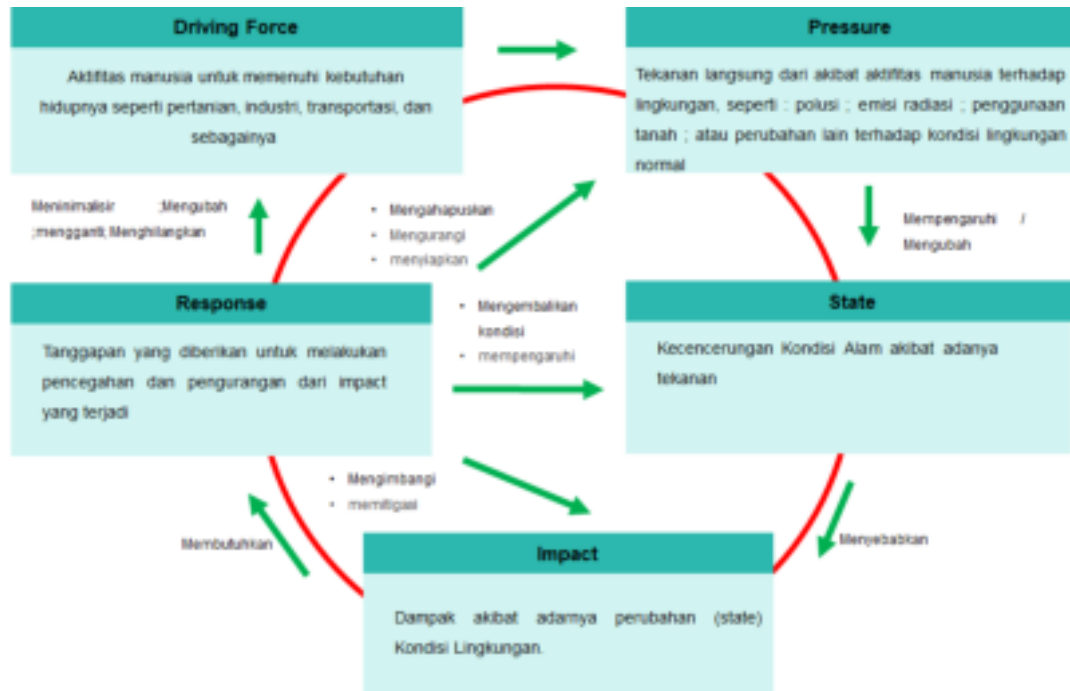 Driving Force
Aktifitas manusia untuk memenuhi kebutuhan
hidupnya seperti pertanian, industri, transportasi, dan
sebagainya
Pressure
Tekanan langsung dari akibat aktifitas manusia terhadap
lingkungan, seperti : polusi ; emisi radiasi ; penggunaan
tanah ; atau perubahan lain terhadap kondisi lingkungan
normal
Meninimalisir ;Mengubah
;mengganti; Menghilangkan
• Mengahapuskan
• Mengurangi
• menyiapkan
Mempengaruhi /
Mengubah
Response
Tanggapan yang diberikan untuk melakukan
pencegahan dan pengurangan dari impact
yang terjadi
• Mengembalikan
kondisi
• mempengaruhi
State
Kecencerungan Kondisi Alam akibat adanya
tekanan
• Mengimbangi
• memitigasi
Membutuhkan
Menyebabkan
Impact
Dampak akibat adarnya perubahan (state)
Kondisi Lingkungan.